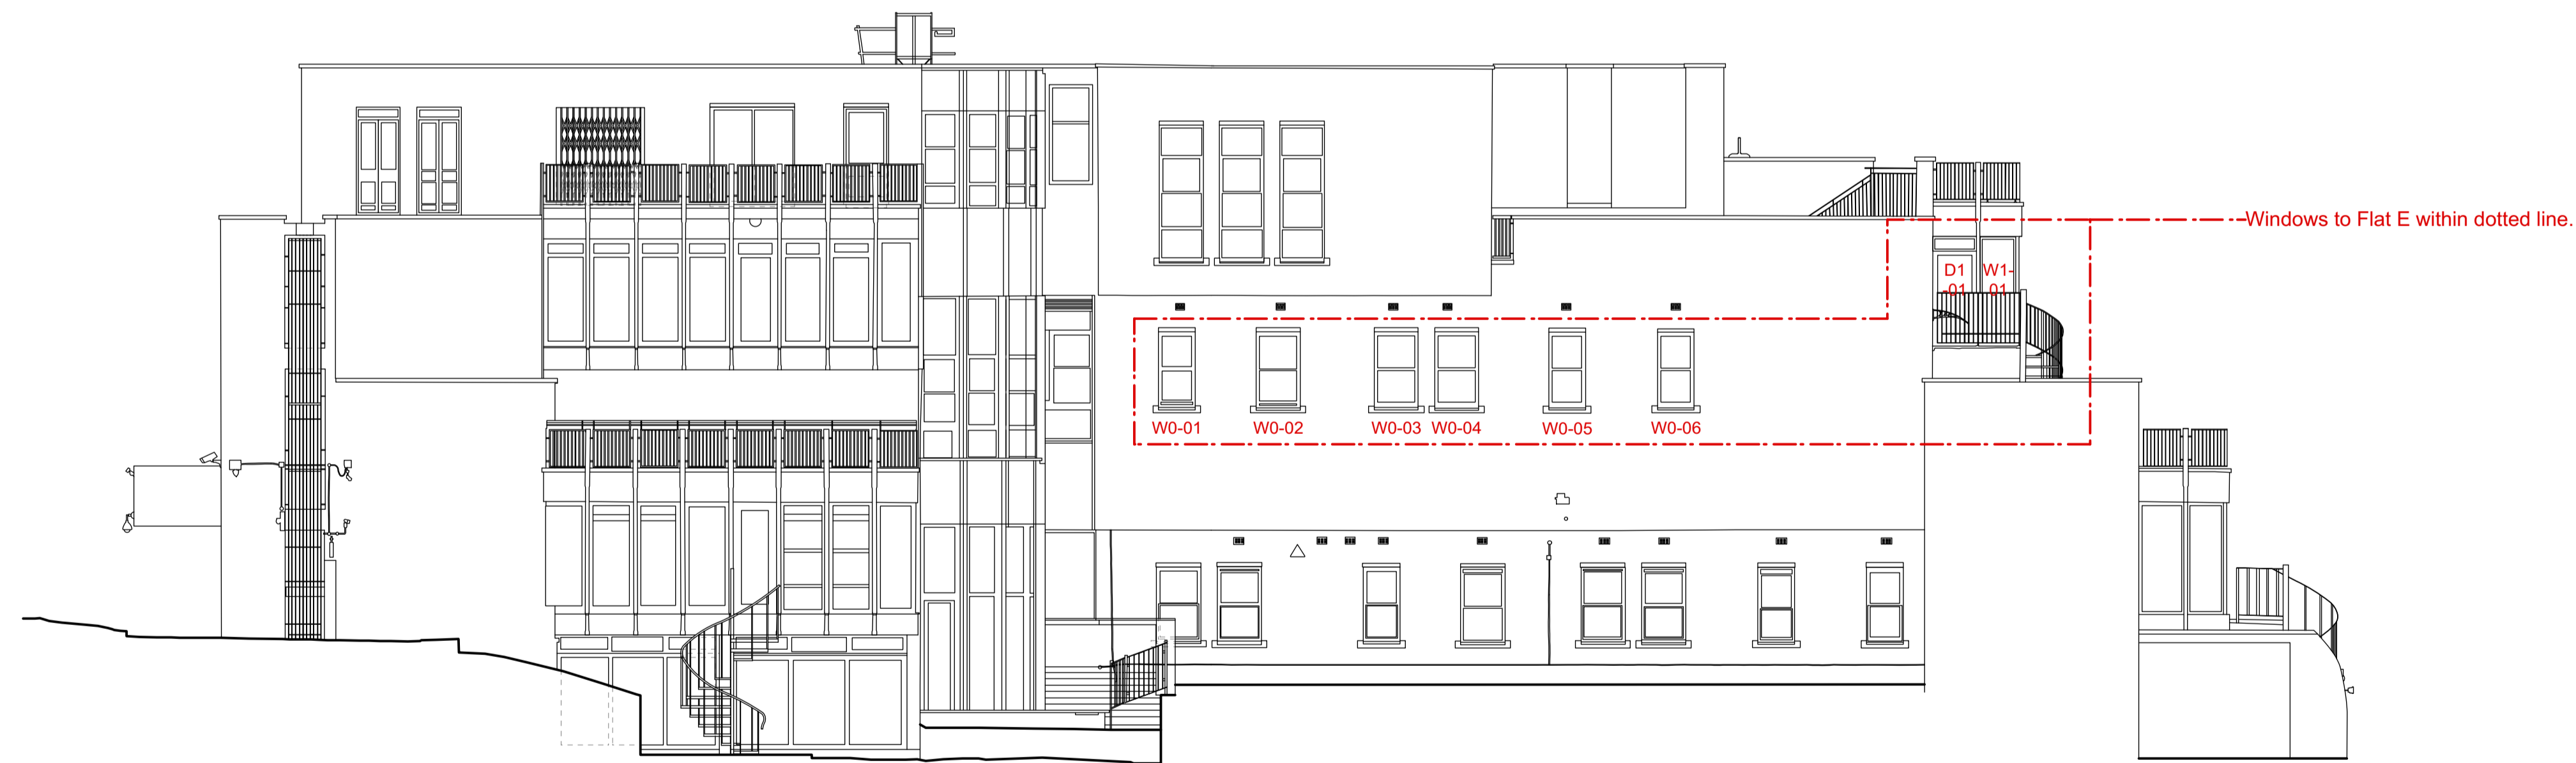 Windows to Flat E within dotted line.
D1
-01
W1-
01
W0-01
W0-02
W0-03
W0-04
W0-05
W0-06